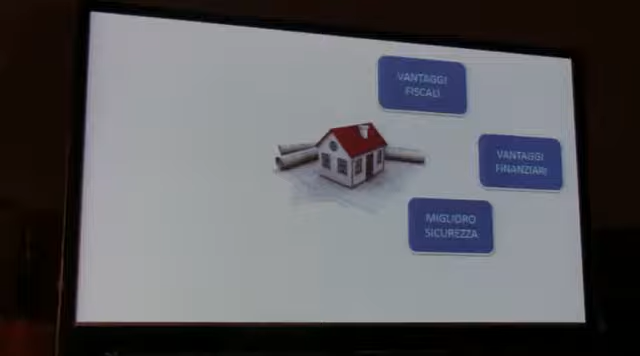 VANTAGGI
FISCALI
VANTAGGI
FINANZIARI
MIGLIORO
SICUREZZA